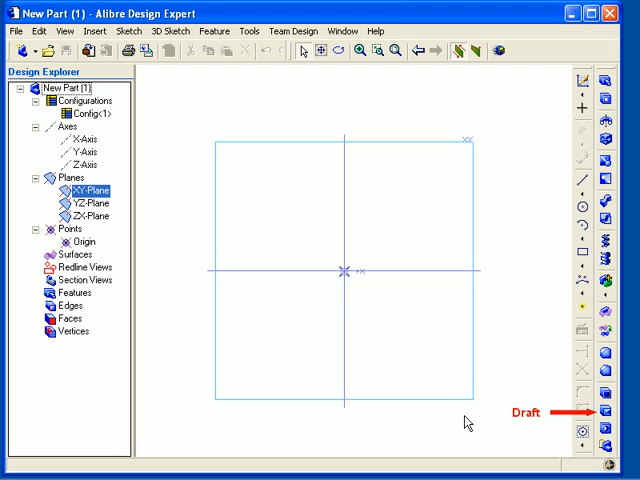 New Part (1) - Alibre Design Expert
File Edit View Insert Sketch 3D Sketch Feature Tools Team Design Window Help
Design Explorer
New Part (1)
Configurations
Config<1>
Axes
X-Axis
Y-Axis
Z-Axis
Planes
XY-Plane
YZ-Plane
ZX-Plane
Points
Origin
Surfaces
Redline Views
Section Views
Features
Edges
Faces
Vertices
XY
X
Draft